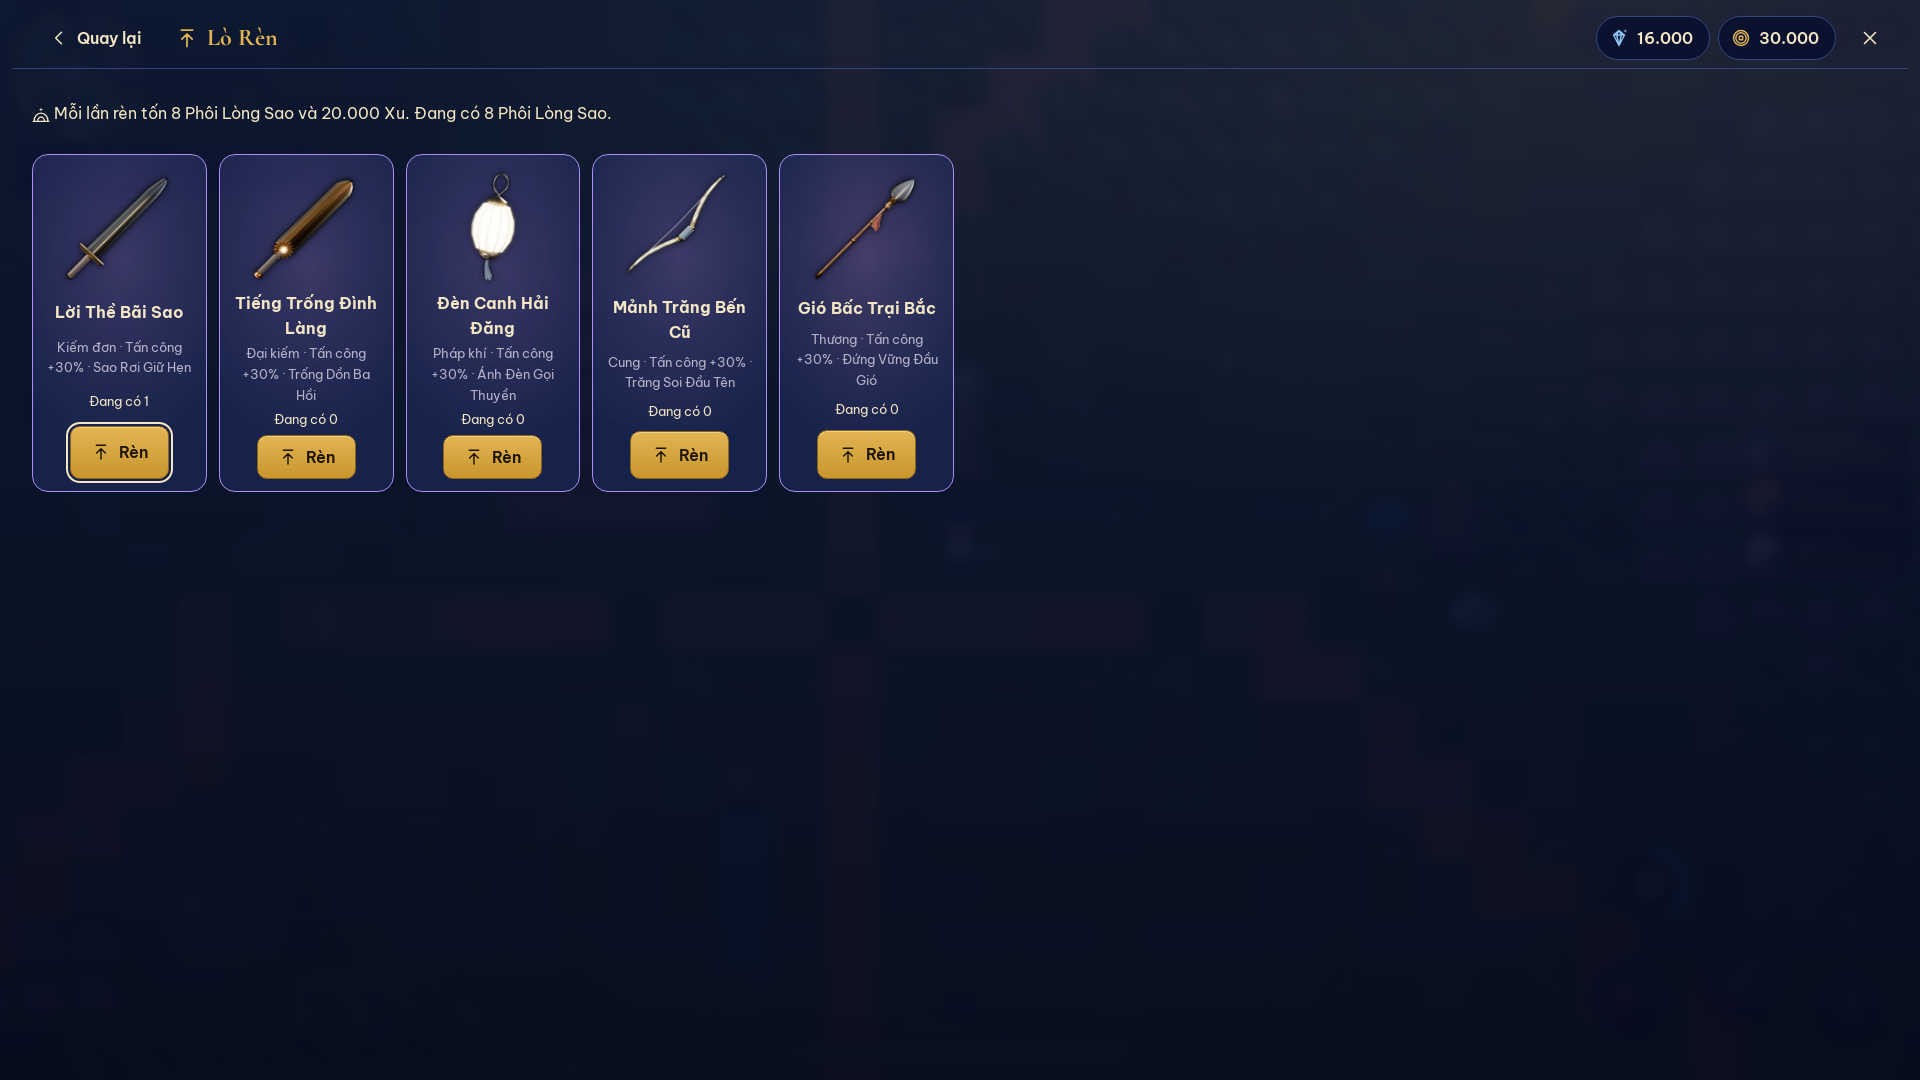 Quay lại
Lò Rèn
16.000
30.000
Mỗi lần rèn tốn 8 Phôi Lòng Sao và 20.000 Xu. Đang có 8 Phôi Lòng Sao.
Lời Thề Bãi Sao
Kiếm đơn · Tấn công
+30% · Sao Rơi Giữ Hẹn
Đang có 1
Rèn
Tiếng Trống Đình
Làng
Đại kiếm · Tấn công
+30% · Trống Dồn Ba
Hồi
Đang có 0
Rèn
Đèn Canh Hải
Đăng
Pháp khí · Tấn công
+30% · Ánh Đèn Gọi
Thuyền
Đang có 0
Rèn
Mảnh Trăng Bến
Cũ
Cung · Tấn công +30% ·
Trăng Soi Đầu Tên
Đang có 0
Rèn
Gió Bấc Trại Bắc
Thương · Tấn công
+30% · Đứng Vững Đầu
Gió
Đang có 0
Rèn